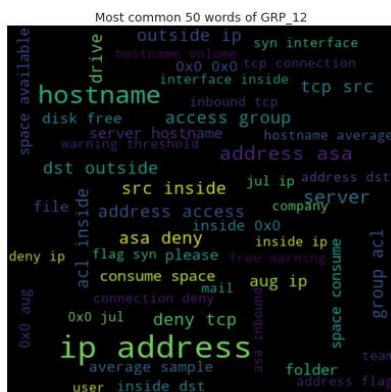 Most common 50 words of GRP_12
outside ip
syn interface
hostname volume
drive
0x0 0x0
tcp connection
space available
interface inside
tcp src
hostname
inbound tcp
disk free
access group
server hostname
hostname average
warning threshold
address asa
dst outside
jul ip
address dst
src inside
server
file
address access
company
acl inside
inside 0x0
group acl
asa deny
inside ip
deny ip
flag syn
please
free warning
space consume
consume space
aug ip
mail
connection deny
0x0 aug
0x0 jul
deny tcp
asa inbound
ip address
team
average sample
folder
user
inside dst
address flag